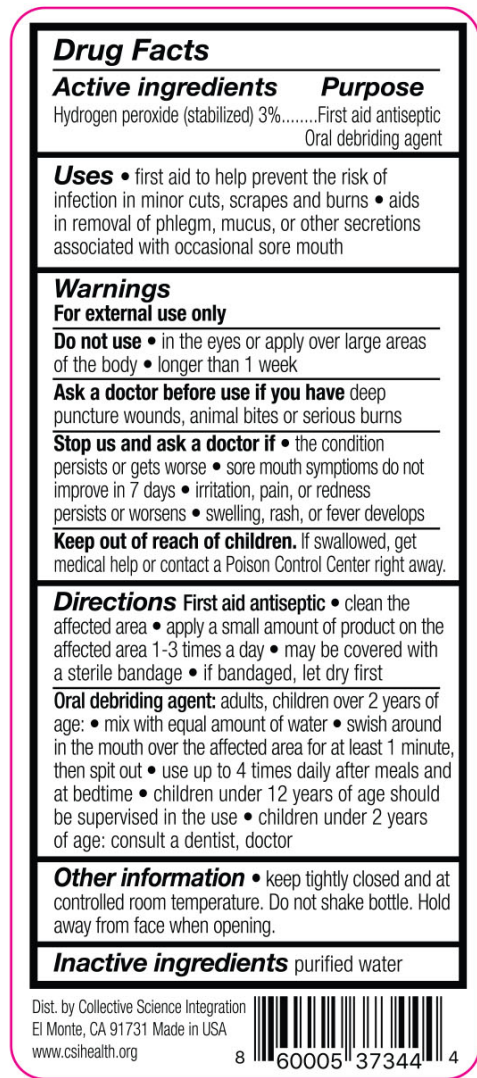 Drug Facts
Active ingredients Purpose
Hydrogen peroxide (stabilized) 3%........First aid antiseptic
Oral debriding agent
Uses • first aid to help prevent the risk of
infection in minor cuts, scrapes and burns • aids
in removal of phlegm, mucus, or other secretions
associated with occasional sore mouth
Warnings
For external use only
Do not use • in the eyes or apply over large areas
of the body • longer than 1 week
Ask a doctor before use if you have deep
puncture wounds, animal bites or serious burns
Stop us and ask a doctor if • the condition
persists or gets worse • sore mouth symptioms do not
improve in 7 days • irritation, pain, or redness
persists or worsens • swelling, rash, or fever develops
Keep out of reach of children. If swallowed, get
medical help or contact a Poison Control Center right away.
Directions First aid antiseptic • clean the
affected area • apply a small amount of product on the
affected area 1-3 times a day • may be covered with
a sterile bandage • if bandaged, let dry first
Oral debriding agent: adults, children over 2 years of
age: • mix with equal amount of water • swish around
in the mouth over the affected area for at least 1 minute,
then spit out • use up to 4 times daily after meals and
at bedtime • children under 12 years of age should
be supervised in the use • children under 2 years
of age: consult a dentist, doctor
Other information • keep tightly closed and at
controlled room temperature. Do not shake bottle. Hold
away from face when opening.
Inactive ingredients purified water
Dist. by Collective Science Integration
El Monte, CA 91731 Made in USA
www.csihealth.org
8 60005 37344 4